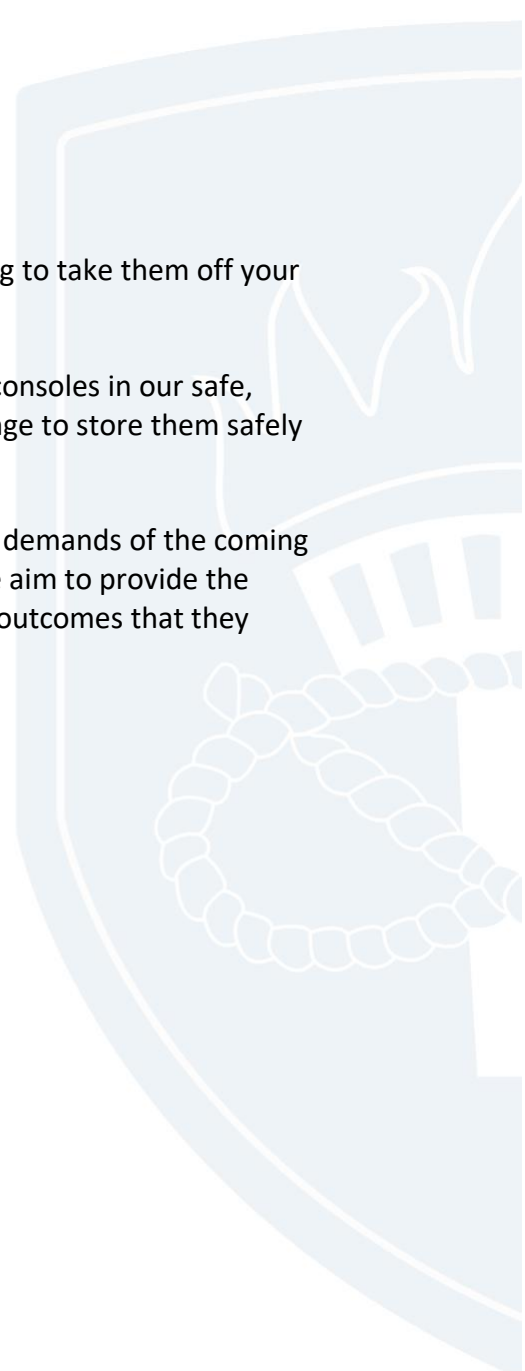 g to take them off your
consoles in our safe,
age to store them safely
demands of the coming
e aim to provide the
outcomes that they